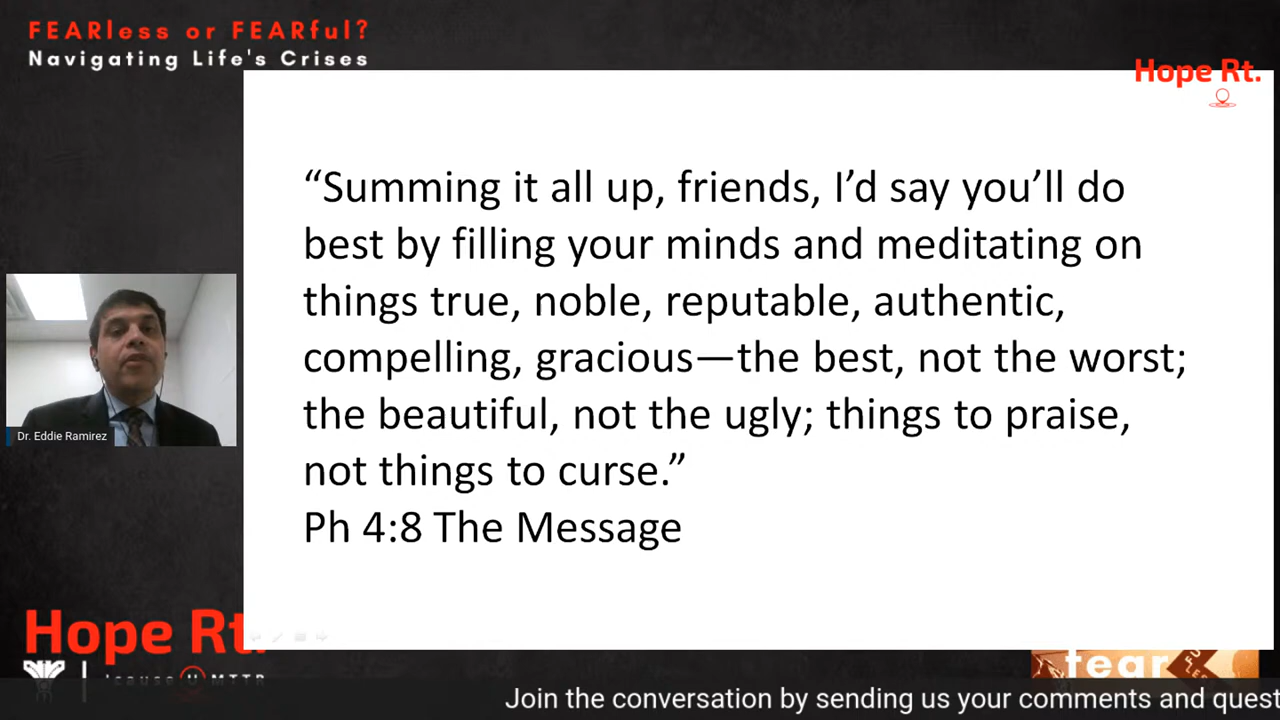 FEARless or FEARful?
Navigating Life's Crises
Hope Rt.
“Summing it all up, friends, I’d say you’ll do
best by filling your minds and meditating on
things true, noble, reputable, authentic,
compelling, gracious—the best, not the worst;
the beautiful, not the ugly; things to praise,
not things to curse.”
Ph 4:8 The Message
Dr. Eddie Ramirez
Hope Rt.
fear
Join the conversation by sending us your comments and quest